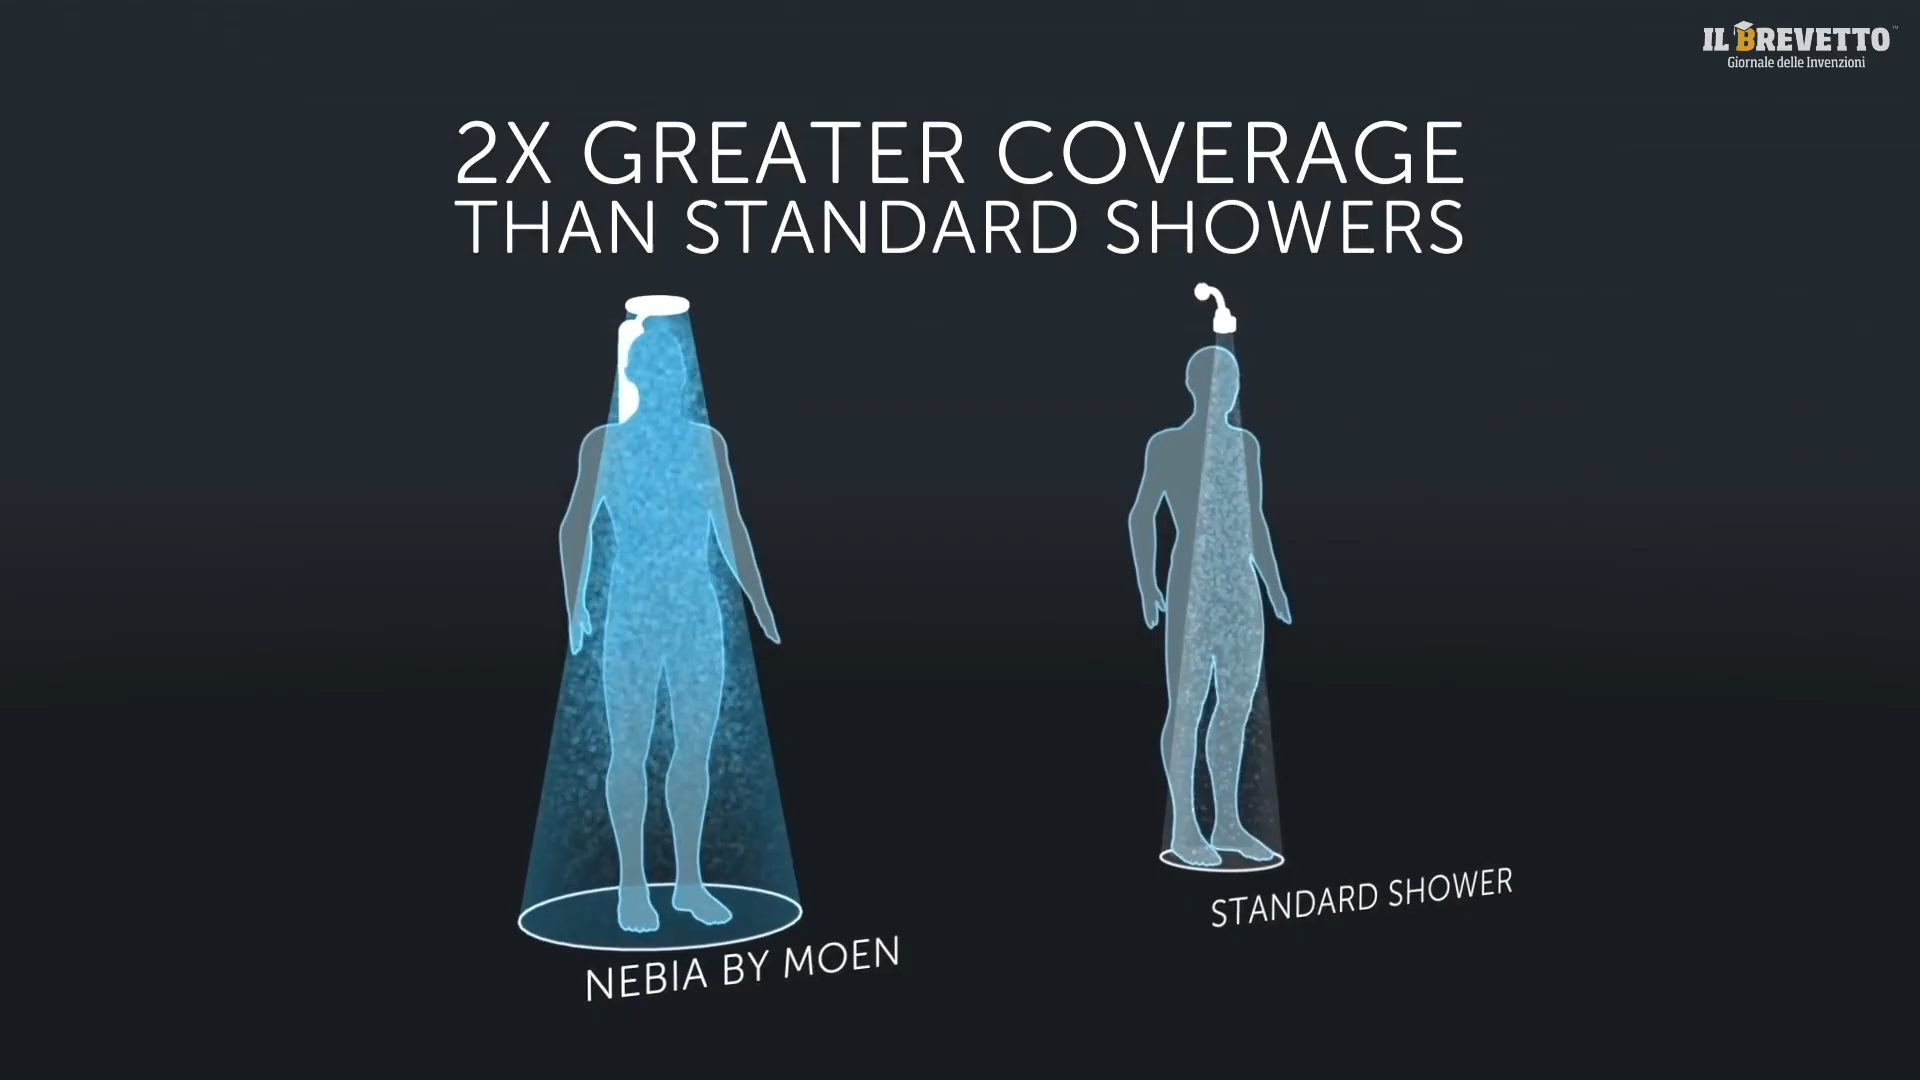 IL BREVETTO
Giornale delle Invenzioni
2X GREATER COVERAGE
THAN STANDARD SHOWERS
STANDARD SHOWER
NEBIA BY MOEN